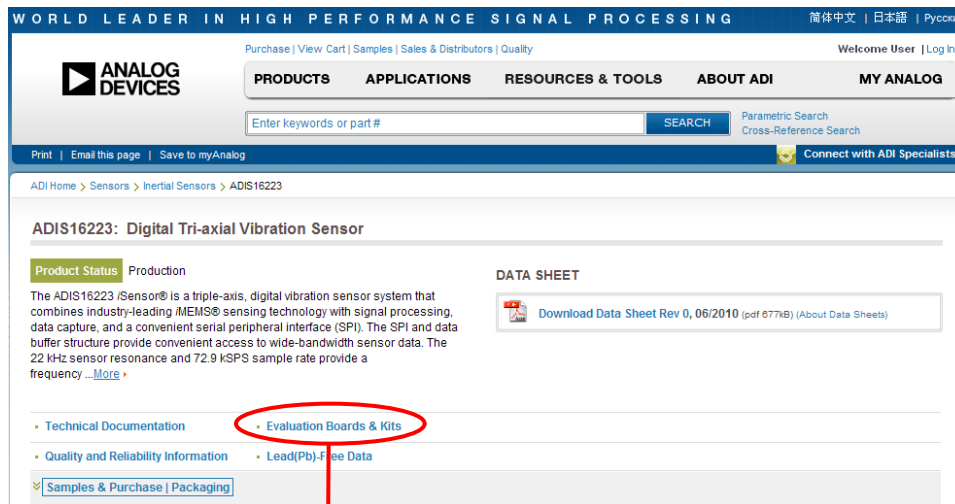 WORLD LEADER IN HIGH PERFORMANCE SIGNAL PROCESSING
简体中文 | 日本語 |
Purchase | View Cart | Samples | Sales & Distributors | Quality
Welcome User | Log In
ANALOG
DEVICES
PRODUCTS APPLICATIONS RESOURCES & TOOLS ABOUT ADI MY ANALOG
Enter keywords or part #
SEARCH
Parametric Search
Cross-Reference Search
Print | Email this page | Save to myAnalog
Connect with ADI Specialists
ADI Home > Sensors > Inertial Sensors > ADIS16223
ADIS16223: Digital Tri-axial Vibration Sensor
Product Status Production
DATA SHEET
The ADIS16223 iSensor® is a triple-axis, digital vibration sensor system that
combines industry-leading iMEMS® sensing technology with signal processing,
data capture, and a convenient serial peripheral interface (SPI). The SPI and data
buffer structure provide convenient access to wide-bandwidth sensor data. The
22 kHz sensor resonance and 72.9 kSPS sample rate provide a
frequency ...More
Download Data Sheet Rev 0, 06/2010 (pdf 677kB) (About Data Sheets)
Technical Documentation
Evaluation Boards & Kits
Quality and Reliability Information
Lead(Pb)-Free Data
Samples & Purchase | Packaging